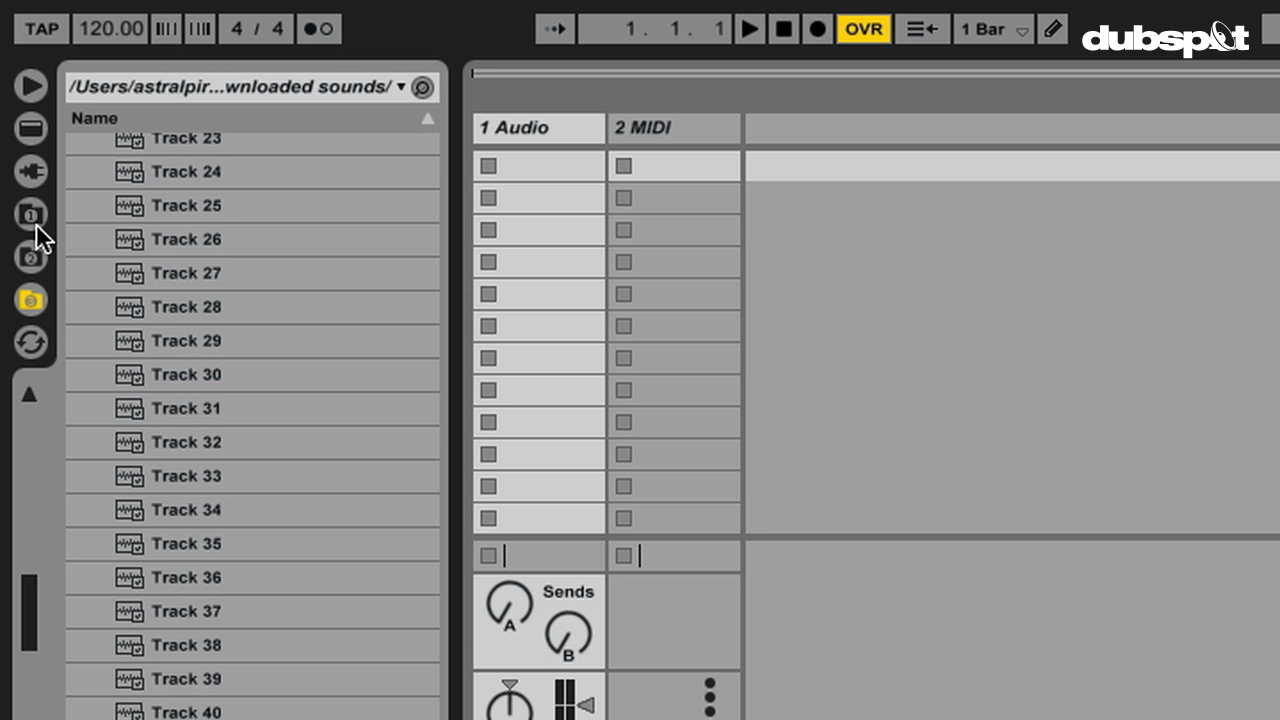 TAP 120.00 4 / 4 1. 1. 1 OVR 1 Bar
dubspot
/Users/astralpir...wnloaded sounds/
Name
Track 23
Track 24
Track 25
Track 26
Track 27
Track 28
Track 29
Track 30
Track 31
Track 32
Track 33
Track 34
Track 35
Track 36
Track 37
Track 38
Track 39
Track 40
1
2
3
1 Audio 2 MIDI
Sends
A
B